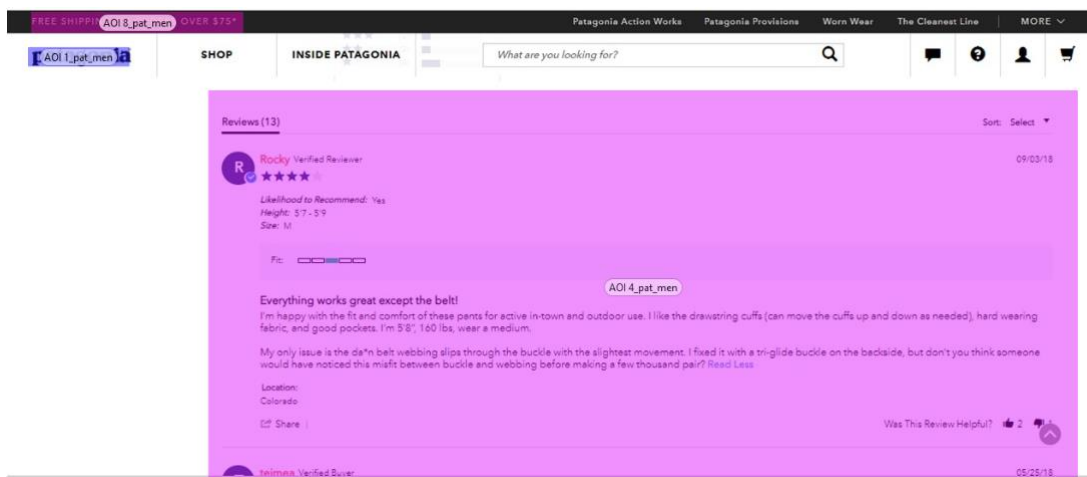 FREE SHIPPIN AOI 8_pat_men OVER $75* Patagonia Action Works Patagonia Provisions Worn Wear The Cleanest Line MORE
AOI 1_pat_men SHOP INSIDE PATAGONIA What are you looking for?
Reviews (13) Sort: Select
R Rocky Verified Reviewer 09/03/18
Likelihood to Recommend: Yes
Height: 5'7 - 5'9
Size: M
Fit:
AOI 4_pat_men
Everything works great except the belt!
I'm happy with the fit and comfort of these pants for active in-town and outdoor use. I like the drawstring cuffs (can move the cuffs up and down as needed), hard wearing
fabric, and good pockets. I'm 5'8", 160 lbs, wear a medium.
My only issue is the da*n belt webbing slips through the buckle with the slightest movement. I fixed it with a tri-glide buckle on the backside, but don't you think someone
would have noticed this misfit between buckle and webbing before making a few thousand pair? Read Less
Location:
Colorado
Share Was This Review Helpful? 2
teimea Verified Buyer 05/25/18